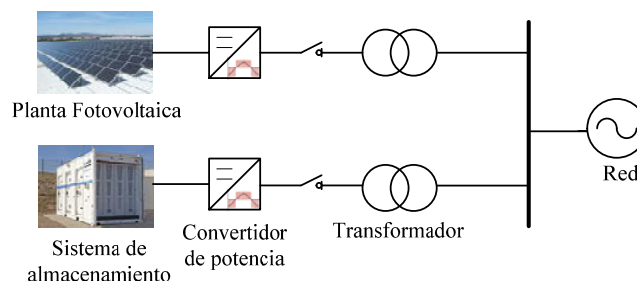 Planta Fotovoltaica
Red
Sistema de
almacenamiento
Convertidor
de potencia
Transformador